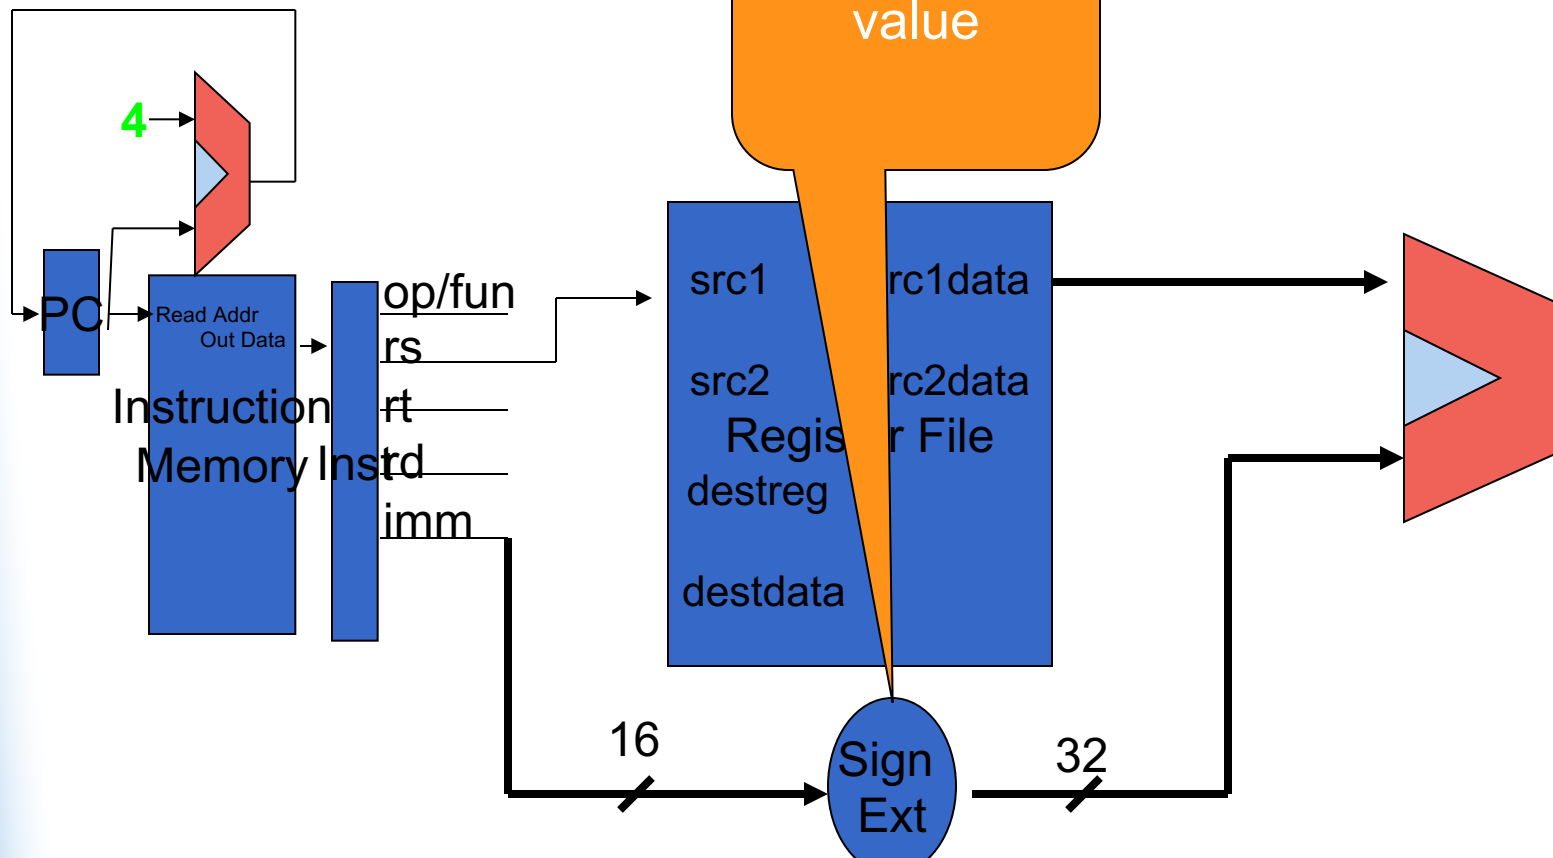 value
4
PC
Read Addr
Out Data
Instruction
Memory
Inst
op/fun
rs
rt
rd
imm
src1
rc1data
src2
rc2data
Regis r File
destreg
destdata
16
Sign
Ext
32